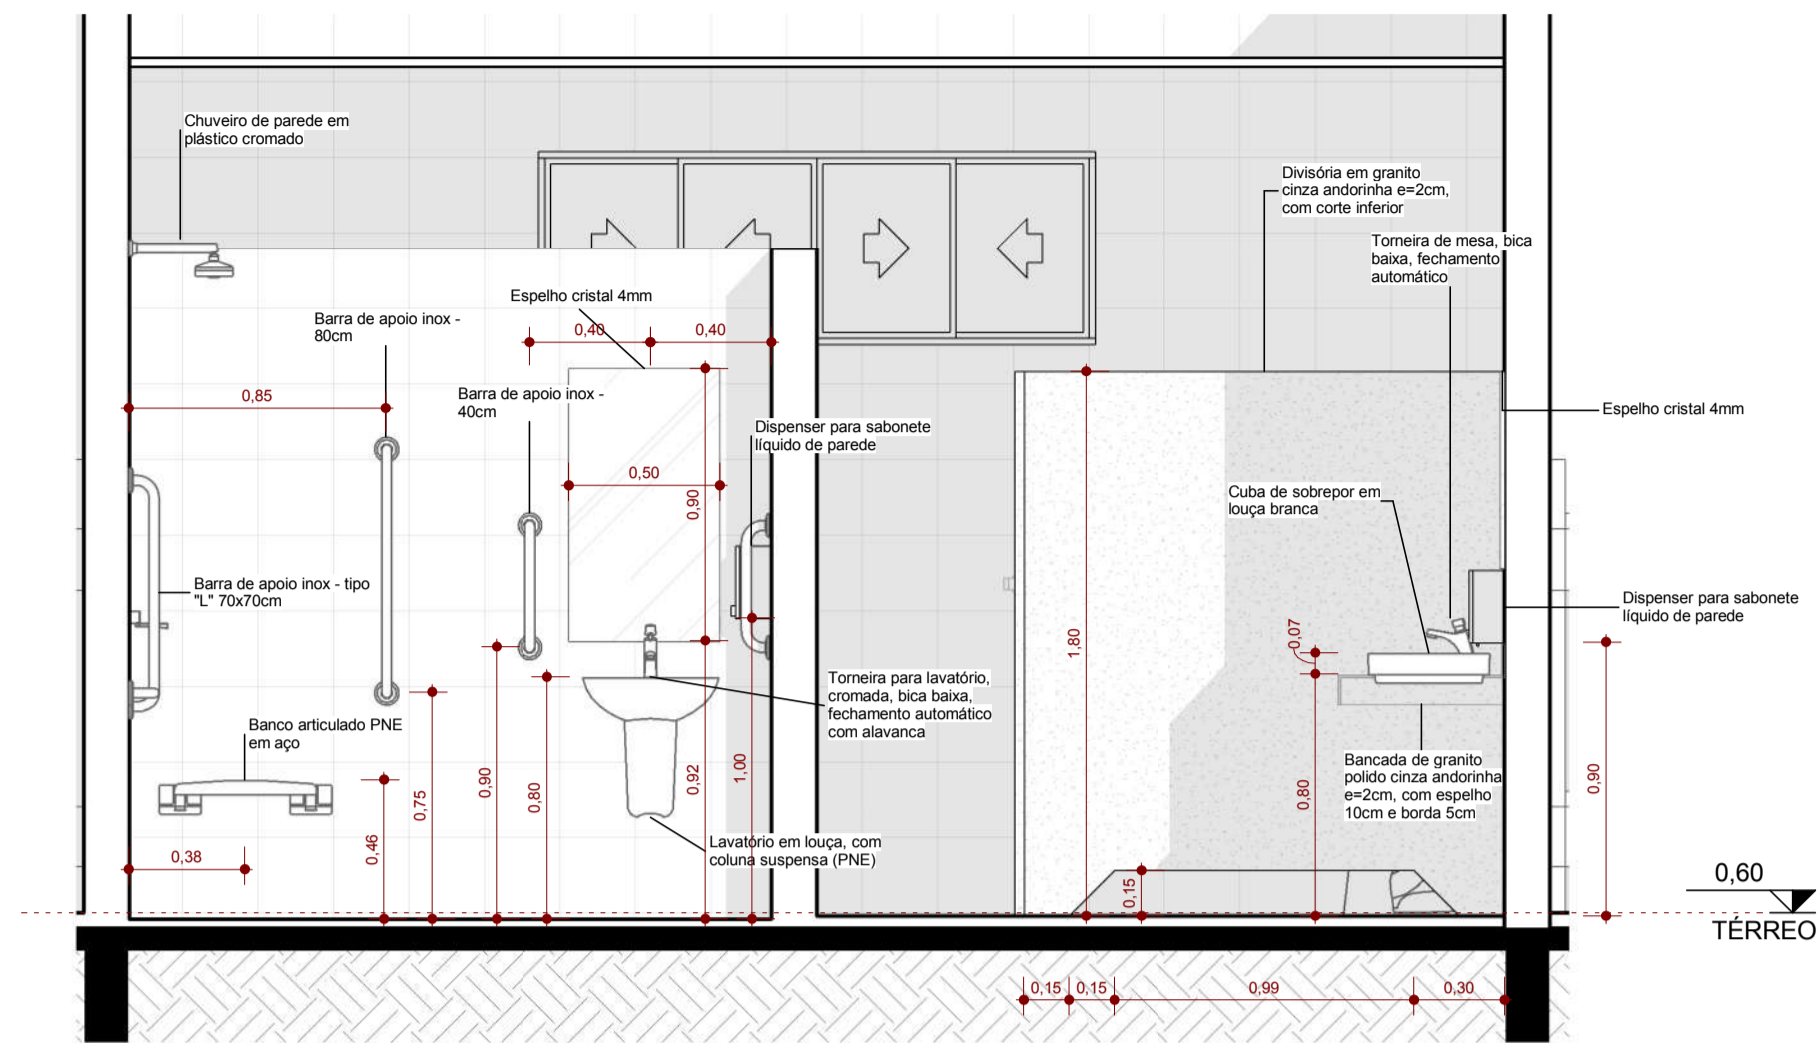 Chuveiro de parede em
plástico cromado
Divisória em granito
cinza andorinha e=2cm,
com corte inferior
Torneira de mesa, bica
baixa, fechamento
automático
Espelho cristal 4mm
Barra de apoio inox -
80cm
0,40
0,40
0,85
Barra de apoio inox -
40cm
Espelho cristal 4mm
Dispenser para sabonete
líquido de parede
0,50
0,90
Cuba de sobrepor em
louça branca
Barra de apoio inox - tipo
"L" 70x70cm
Dispenser para sabonete
líquido de parede
0,07
1,80
Torneira para lavatório,
cromada, bica baixa,
fechamento automático
com alavanca
Banco articulado PNE
em aço
Bancada de granito
polido cinza andorinha
e=2cm, com espelho
10cm e borda 5cm
0,46
0,75
0,90
0,80
0,92
1,00
0,80
0,90
Lavatório em louça, com
coluna suspensa (PNE)
0,38
0,15
0,60
TÉRREO
0,15
0,15
0,99
0,30